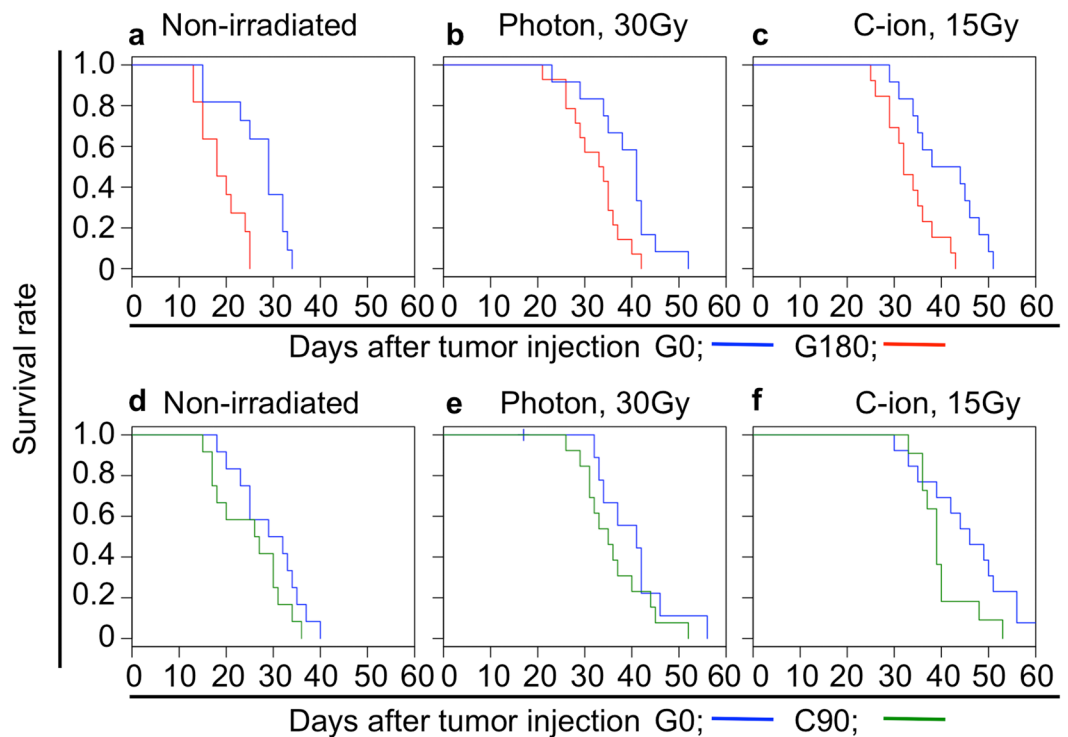 a Non-irradiated
b Photon, 30Gy
c C-ion, 15Gy
Survival rate
1.0
0.8
0.6
0.4
0.2
0
0 10 20 30 40 50 60
0 10 20 30 40 50 60
0 10 20 30 40 50 60
Days after tumor injection G0; G180;
d Non-irradiated
e Photon, 30Gy
f C-ion, 15Gy
1.0
0.8
0.6
0.4
0.2
0
0 10 20 30 40 50 60
0 10 20 30 40 50 60
0 10 20 30 40 50 60
Days after tumor injection G0; C90;